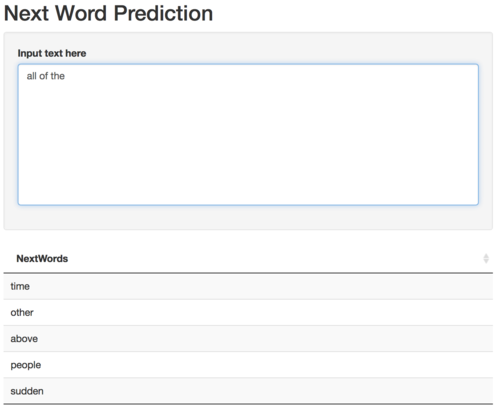 Next Word Prediction
Input text here
all of the
NextWords
time
other
above
people
sudden